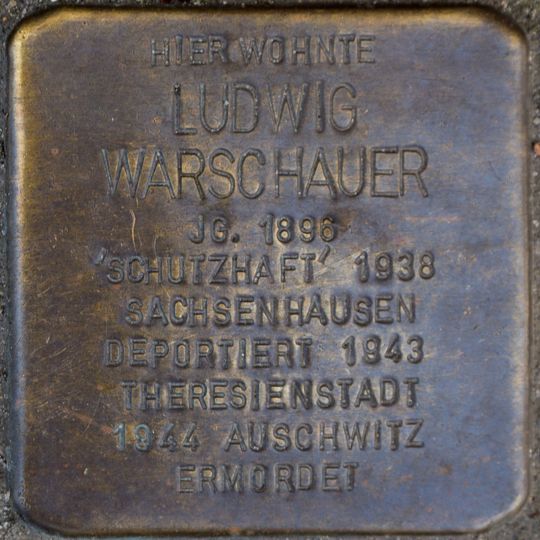 HIER WOHNTE
LUDWIG
WARSCHAUER
JG. 1896
'SCHUTZHAFT' 1938
SACHSENHAUSEN
DEPORTIERT 1943
THERESIENSTADT
1944 AUSCHWITZ
ERMORDET